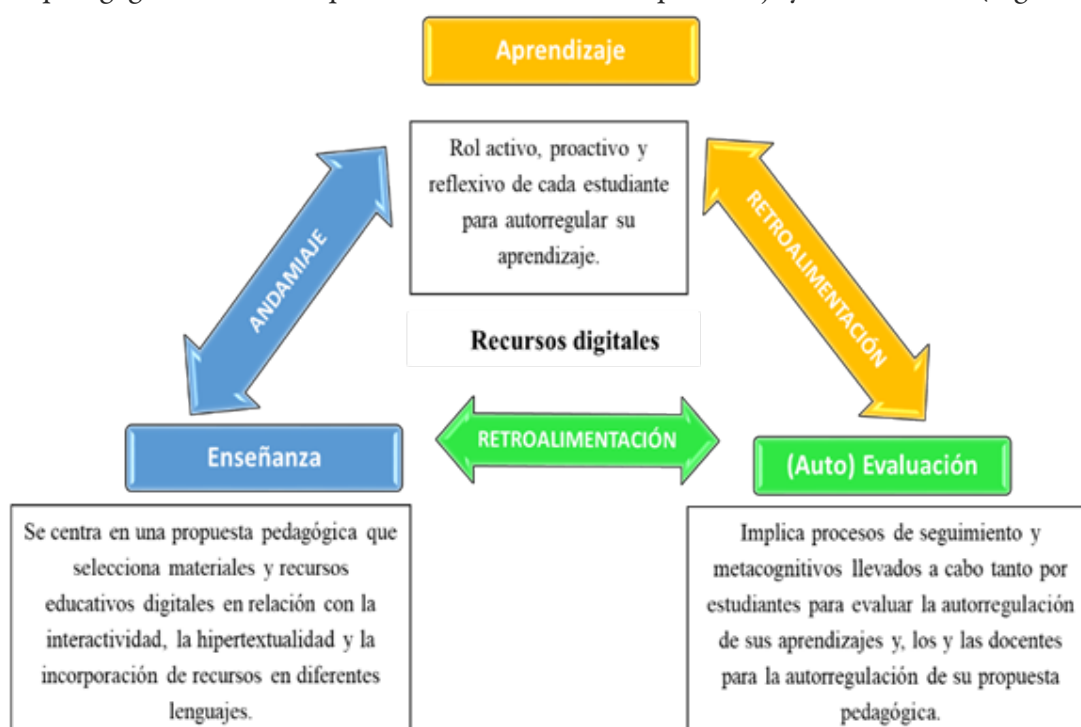 Aprendizaje
Rol activo, proactivo y
reflexivo de cada estudiante
para autorregular su
aprendizaje.
ANDAMIAJE
RETROALIMENTACIÓN
Recursos digitales
RETROALIMENTACIÓN
Enseñanza
(Auto) Evaluación
Se centra en una propuesta pedagógica que
selecciona materiales y recursos
educativos digitales en relación con la
interactividad, la hipertextualidad y la
incorporación de recursos en diferentes
lenguajes.
Implica procesos de seguimiento y
metacognitivos llevados a cabo tanto por
estudiantes para evaluar la autorregulación
de sus aprendizajes y, los y las docentes
para la autorregulación de su propuesta
pedagógica.